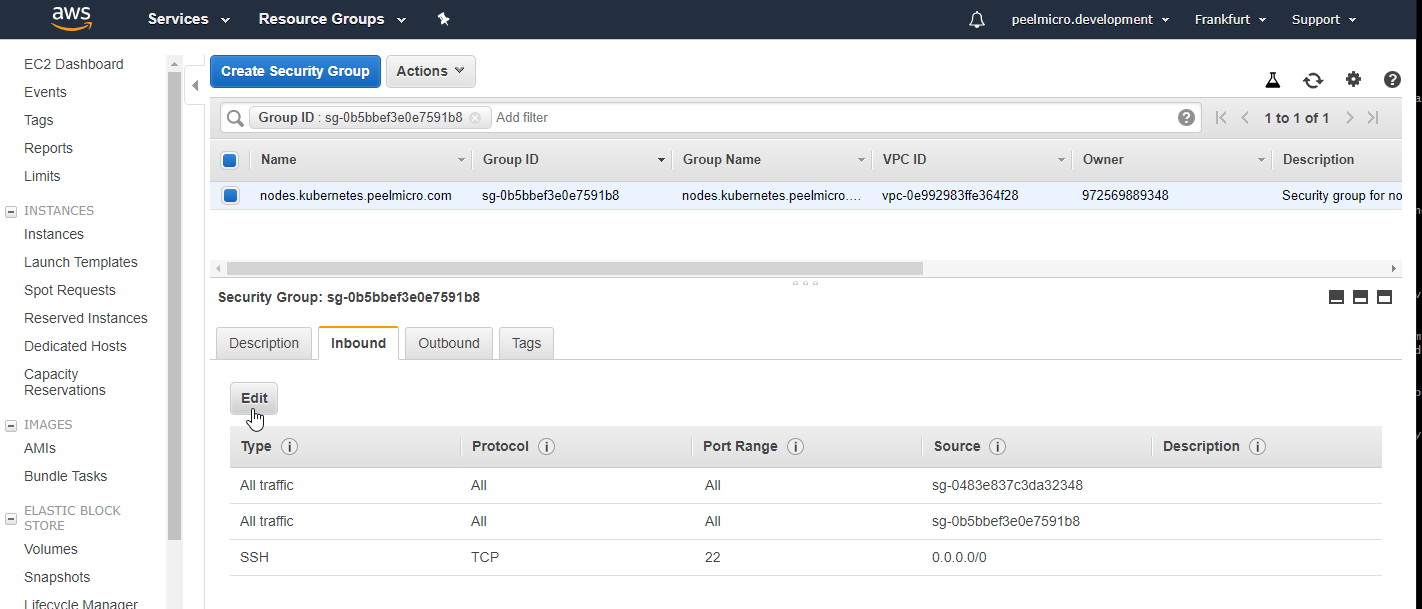 aws Services Resource Groups peelmicro.development Frankfurt Support
EC2 Dashboard
Events
Tags
Reports
Limits
INSTANCES
Instances
Launch Templates
Spot Requests
Reserved Instances
Dedicated Hosts
Capacity
Reservations
IMAGES
AMIs
Bundle Tasks
ELASTIC BLOCK
STORE
Volumes
Snapshots
Lifecycle Manager
Create Security Group Actions
Group ID : sg-0b5bbef3e0e7591b8 Add filter 1 to 1 of 1
Name Group ID Group Name VPC ID Owner Description
nodes.kubernetes.peelmicro.com sg-0b5bbef3e0e7591b8 nodes.kubernetes.peelmicro.... vpc-0e992983ffe364f28 972569889348 Security group for no
Security Group: sg-0b5bbef3e0e7591b8
Description Inbound Outbound Tags
Edit
Type Protocol Port Range Source Description
All traffic All All sg-0483e837c3da32348
All traffic All All sg-0b5bbef3e0e7591b8
SSH TCP 22 0.0.0.0/0